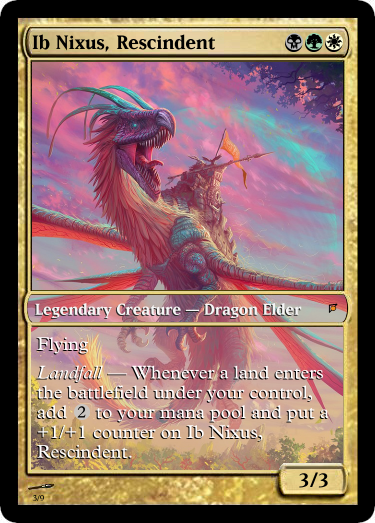 Ib Nixus, Rescindent
Legendary Creature — Dragon Elder
Flying
Landfall — Whenever a land enters
the battlefield under your control,
add 2 to your mana pool and put a
+1/+1 counter on Ib Nixus,
Rescindent.
3/3
3/9